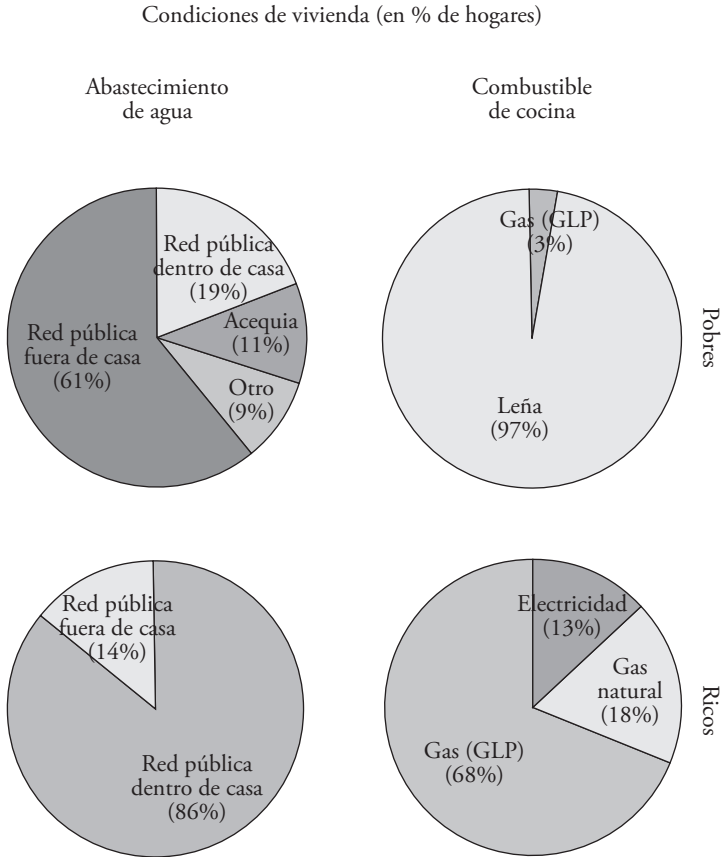 Condiciones de vivienda (en % de hogares)
Abastecimiento
de agua
Combustible
de cocina
Red pública
dentro de casa
(19%)
Acequia
(11%)
Otro
(9%)
Red pública
fuera de casa
(61%)
Gas (GLP)
(3%)
Leña
(97%)
Pobres
Red pública
fuera de casa
(14%)
Red pública
dentro de casa
(86%)
Electricidad
(13%)
Gas
natural
(18%)
Gas (GLP)
(68%)
Ricos